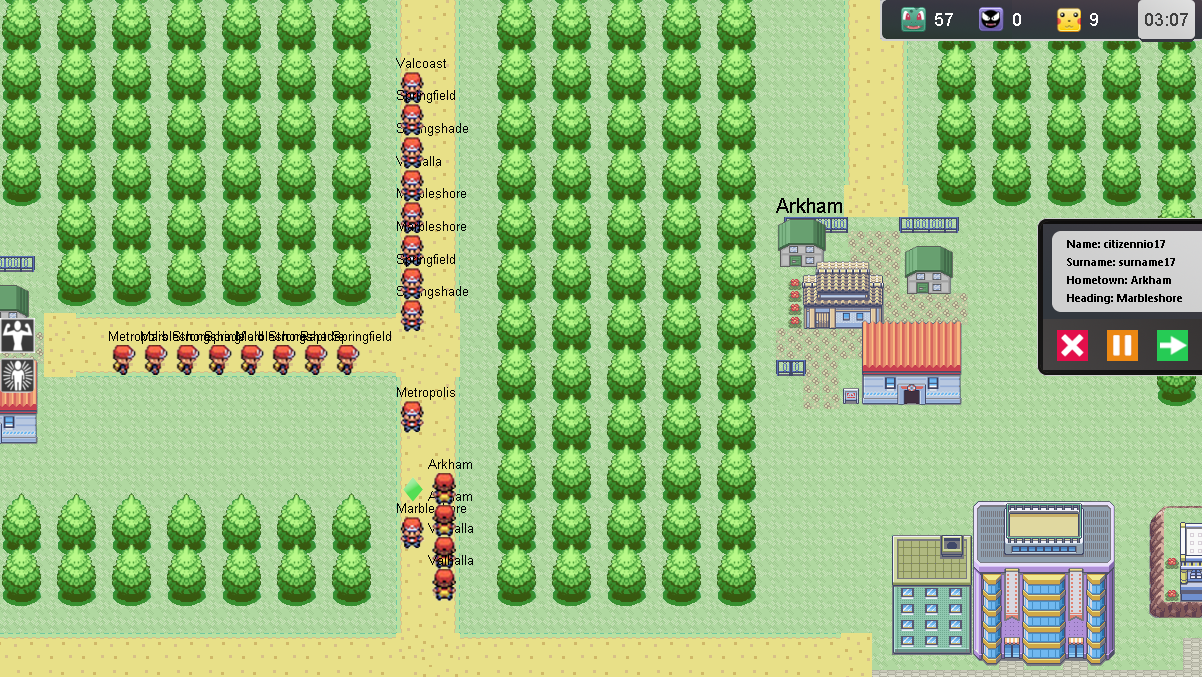 57 0 9 03:07
Valcoast
Springfield
Springshade
Valhalla
Marbleshore
Marbleshore
Springfield
Springshade
Arkham
Name: citizennio17
Surname: surname17
Hometown: Arkham
Heading: Marbleshore
Springfield
Metropolis
Arkham
Arkham
Marbleshore
Valhalla
Valhalla